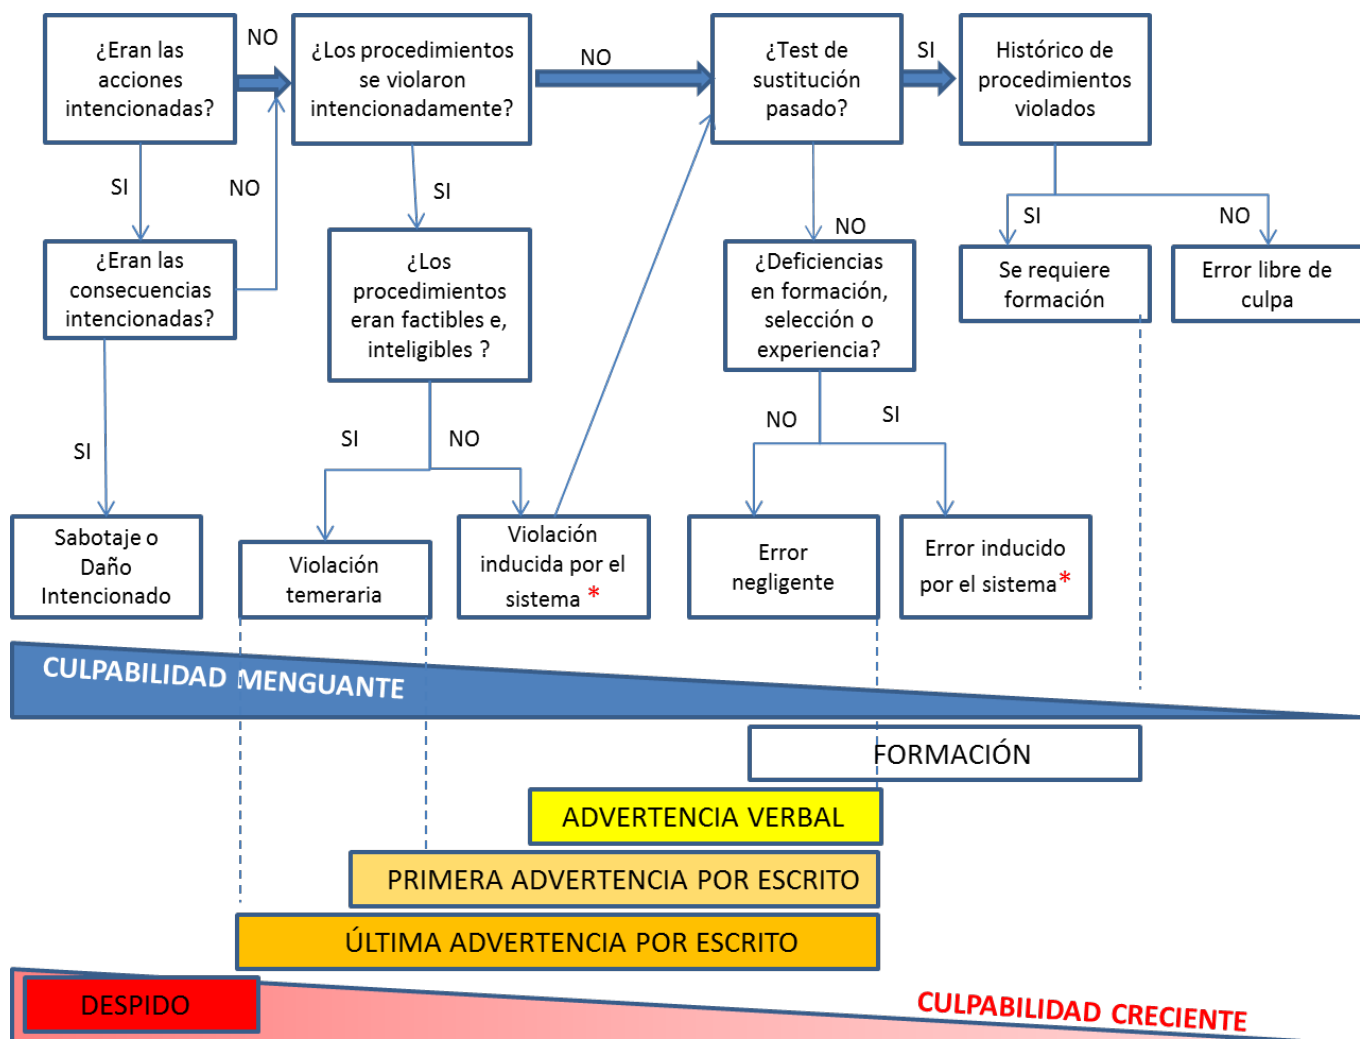 ¿Eran las
acciones
intencionadas?
NO
¿Los procedimientos
se violaron
intencionadamente?
NO
¿Test de
sustitución
pasado?
SI
Histórico de
procedimientos
violados
SI
NO
SI
NO
SI
NO
¿Eran las
consecuencias
intencionadas?
¿Los
procedimientos
eran factibles e,
inteligibles ?
¿Deficiencias
en formación,
selección o
experiencia?
Se requiere
formación
Error libre de
culpa
SI
SI
NO
NO
SI
Sabotaje o
Daño
Intencionado
Violación
temeraria
Violación
inducida por el
sistema *
Error
negligente
Error inducido
por el sistema*
CULPABILIDAD MENGUANTE
FORMACIÓN
ADVERTENCIA VERBAL
PRIMERA ADVERTENCIA POR ESCRITO
ÚLTIMA ADVERTENCIA POR ESCRITO
DESPIDO
CULPABILIDAD CRECIENTE